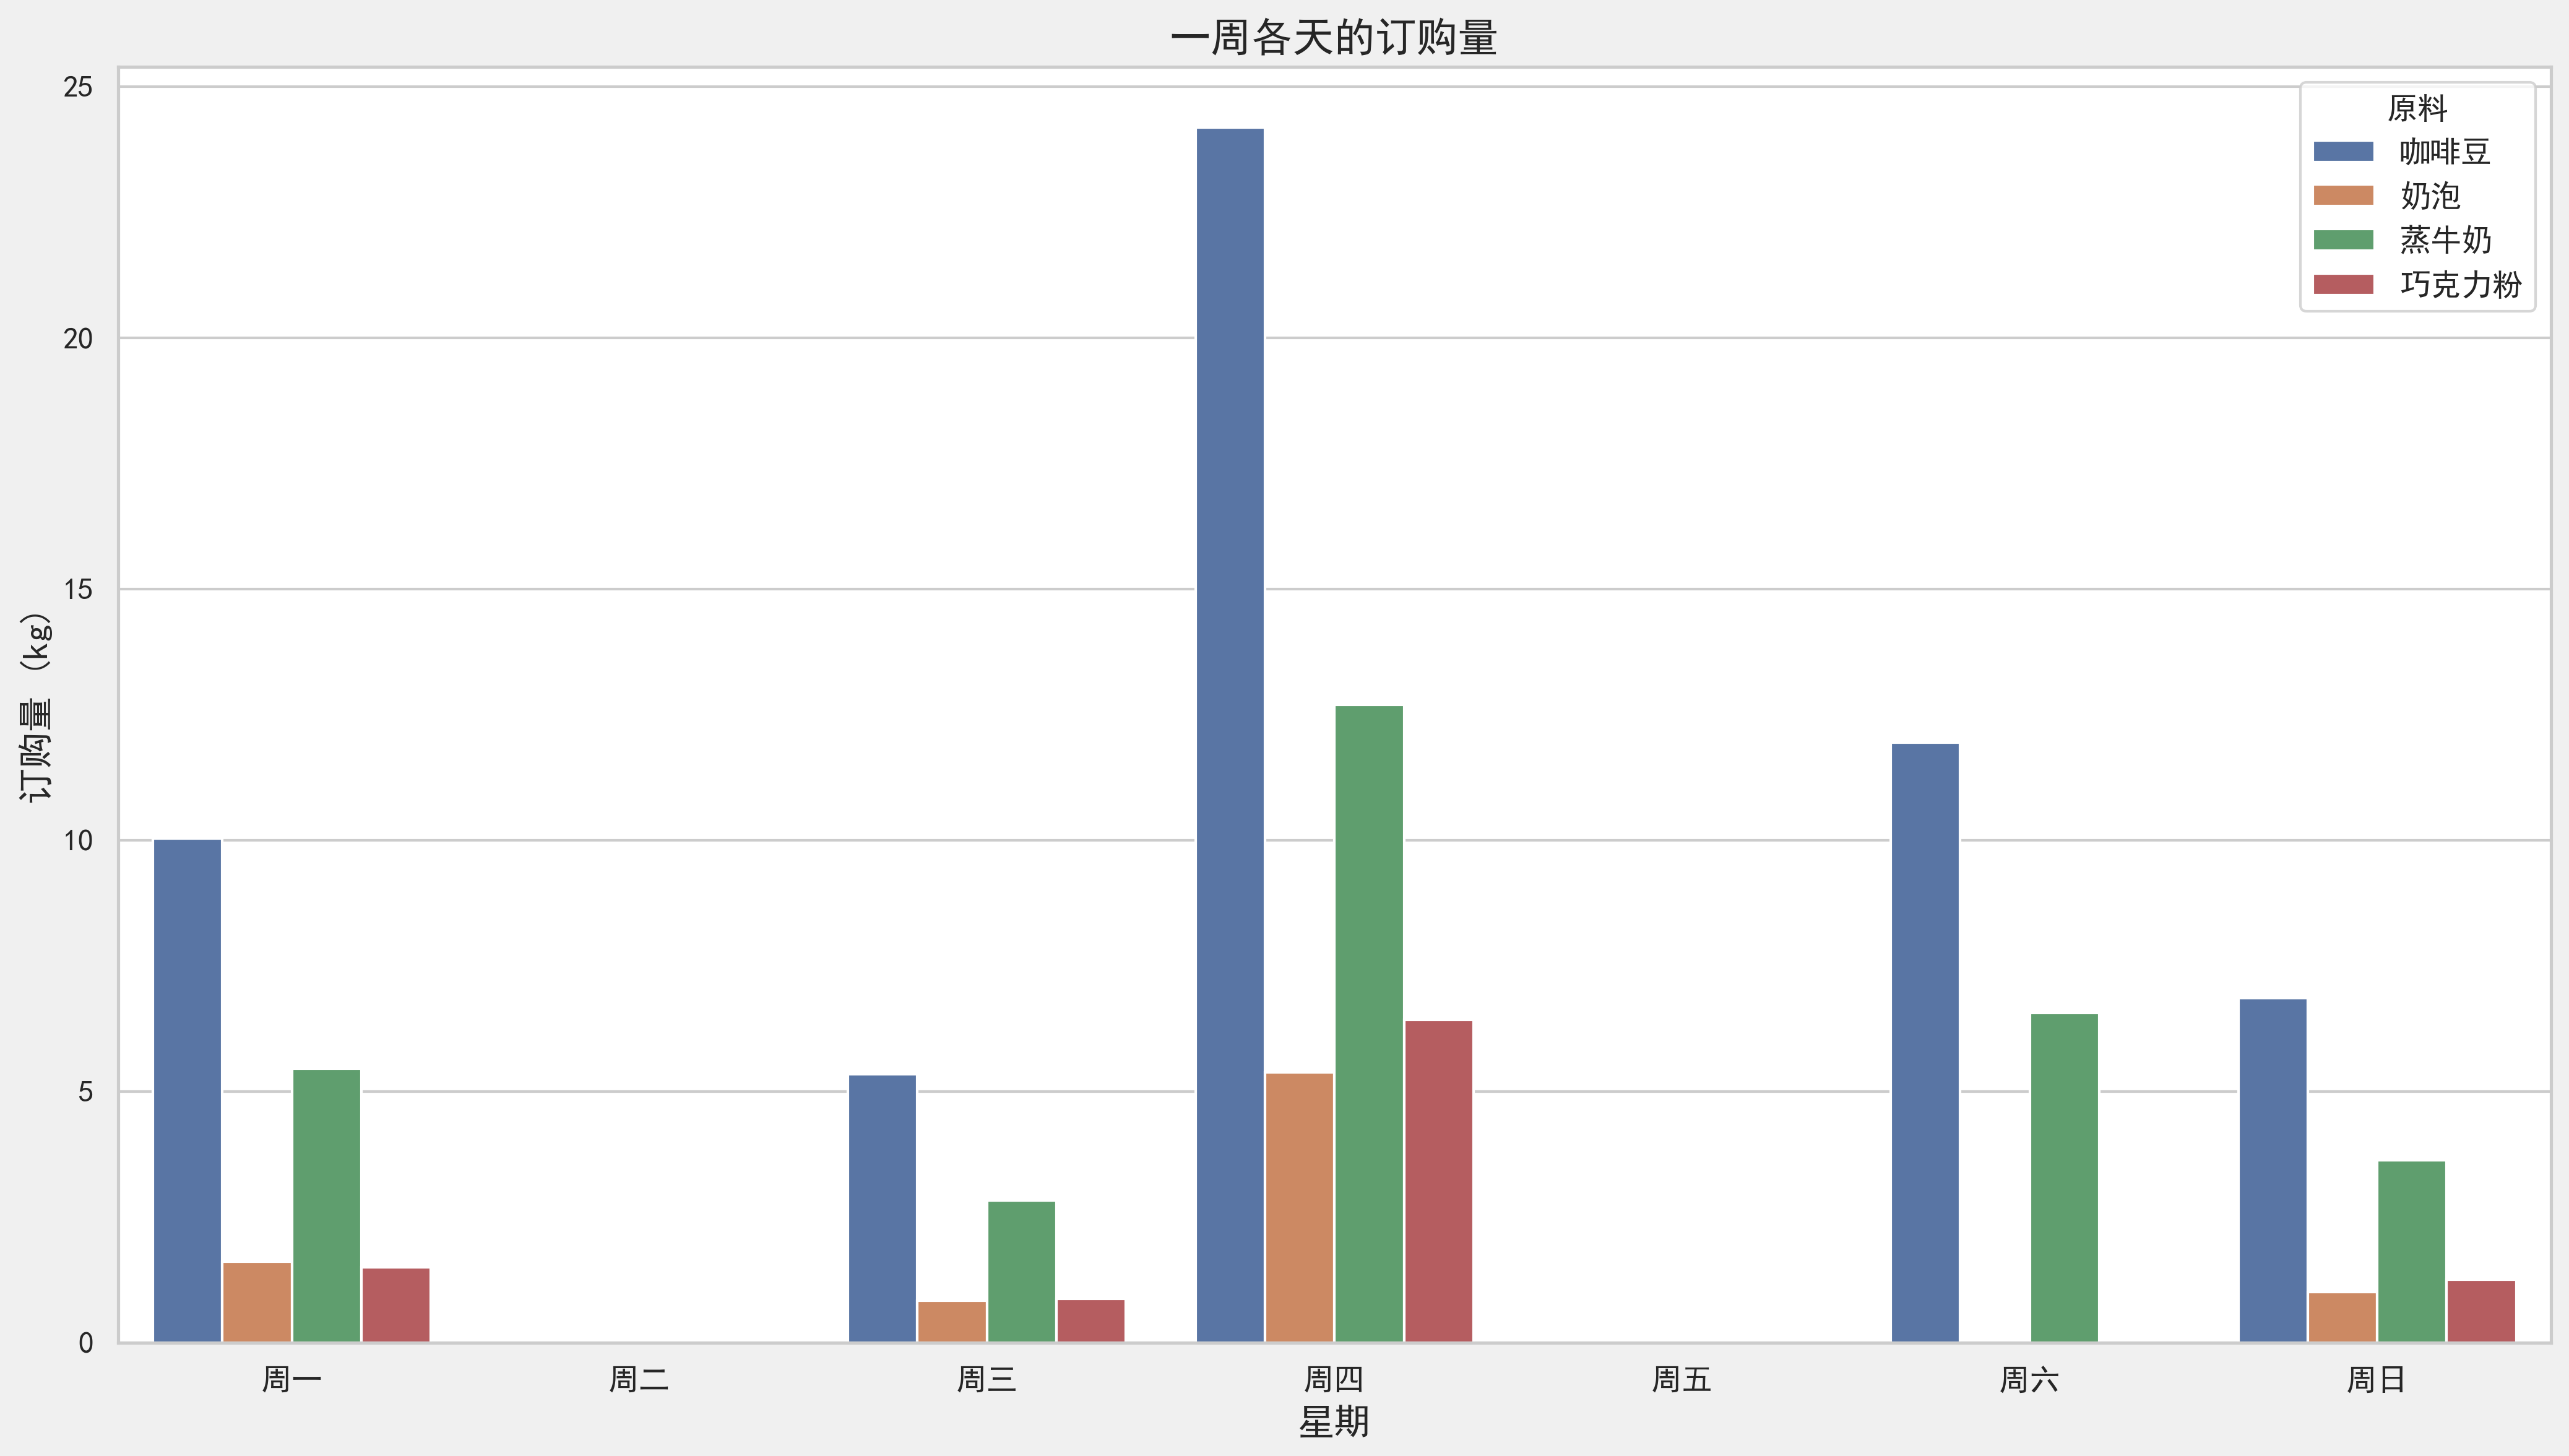 一周各天的订购量
25
20
15
10
5
0
订购量 (kg)
原料
咖啡豆
奶泡
蒸牛奶
巧克力粉
周一 周二 周三 周四 周五 周六 周日
星期